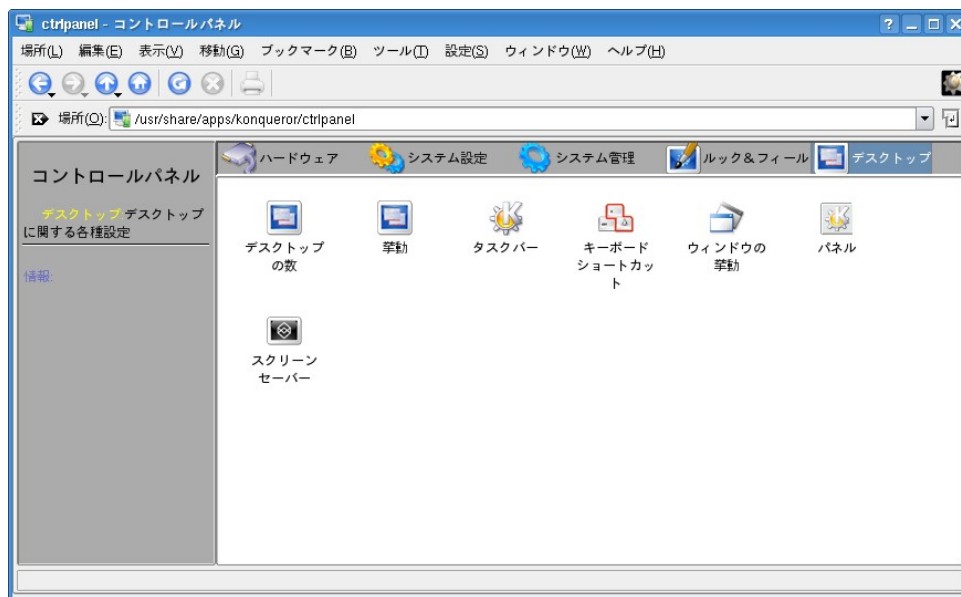 ctrlpanel - コントロールパネル
場所(L) 編集(E) 表示(V) 移動(G) ブックマーク(B) ツール(T) 設定(S) ウィンドウ(W) ヘルプ(H)
場所(O): /usr/share/apps/konqueror/ctrlpanel
ハードウェア システム設定 システム管理 ルック&フィール デスクトップ
コントロールパネル
デスクトップ:デスクトップ
に関する各種設定
情報:
デスクトップ
の数
挙動
タスクバー
キーボード
ショートカッ
ト
ウィンドウの
挙動
パネル
スクリーン
セーバー